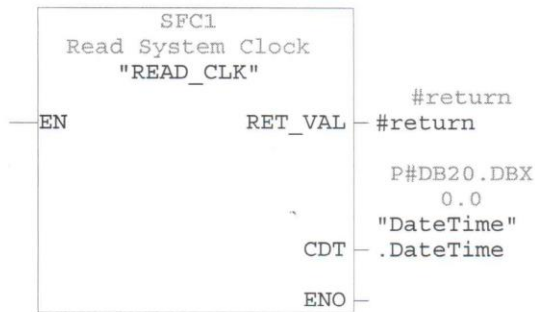 SFC1
Read System Clock
"READ_CLK"
#return
EN RET_VAL #return
P#DB20.DBX
0.0
"DateTime"
CDT .DateTime
ENO